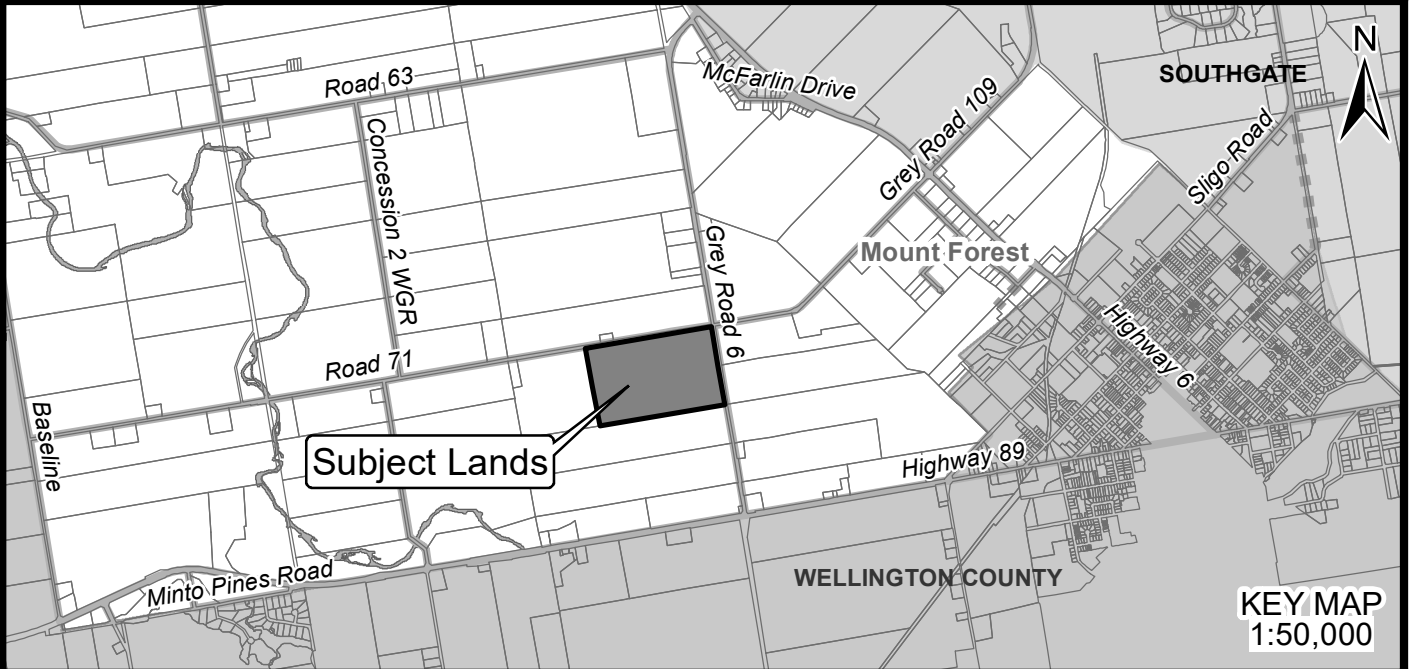 N
SOUTHGATE
Road 63
McFarlin Drive
Grey Road 109
Sligo Road
Concession 2 WGR
Grey Road 6
Mount Forest
Highway 6
Road 71
Baseline
Subject Lands
Highway 89
Minto Pines Road
WELLINGTON COUNTY
KEY MAP
1:50,000